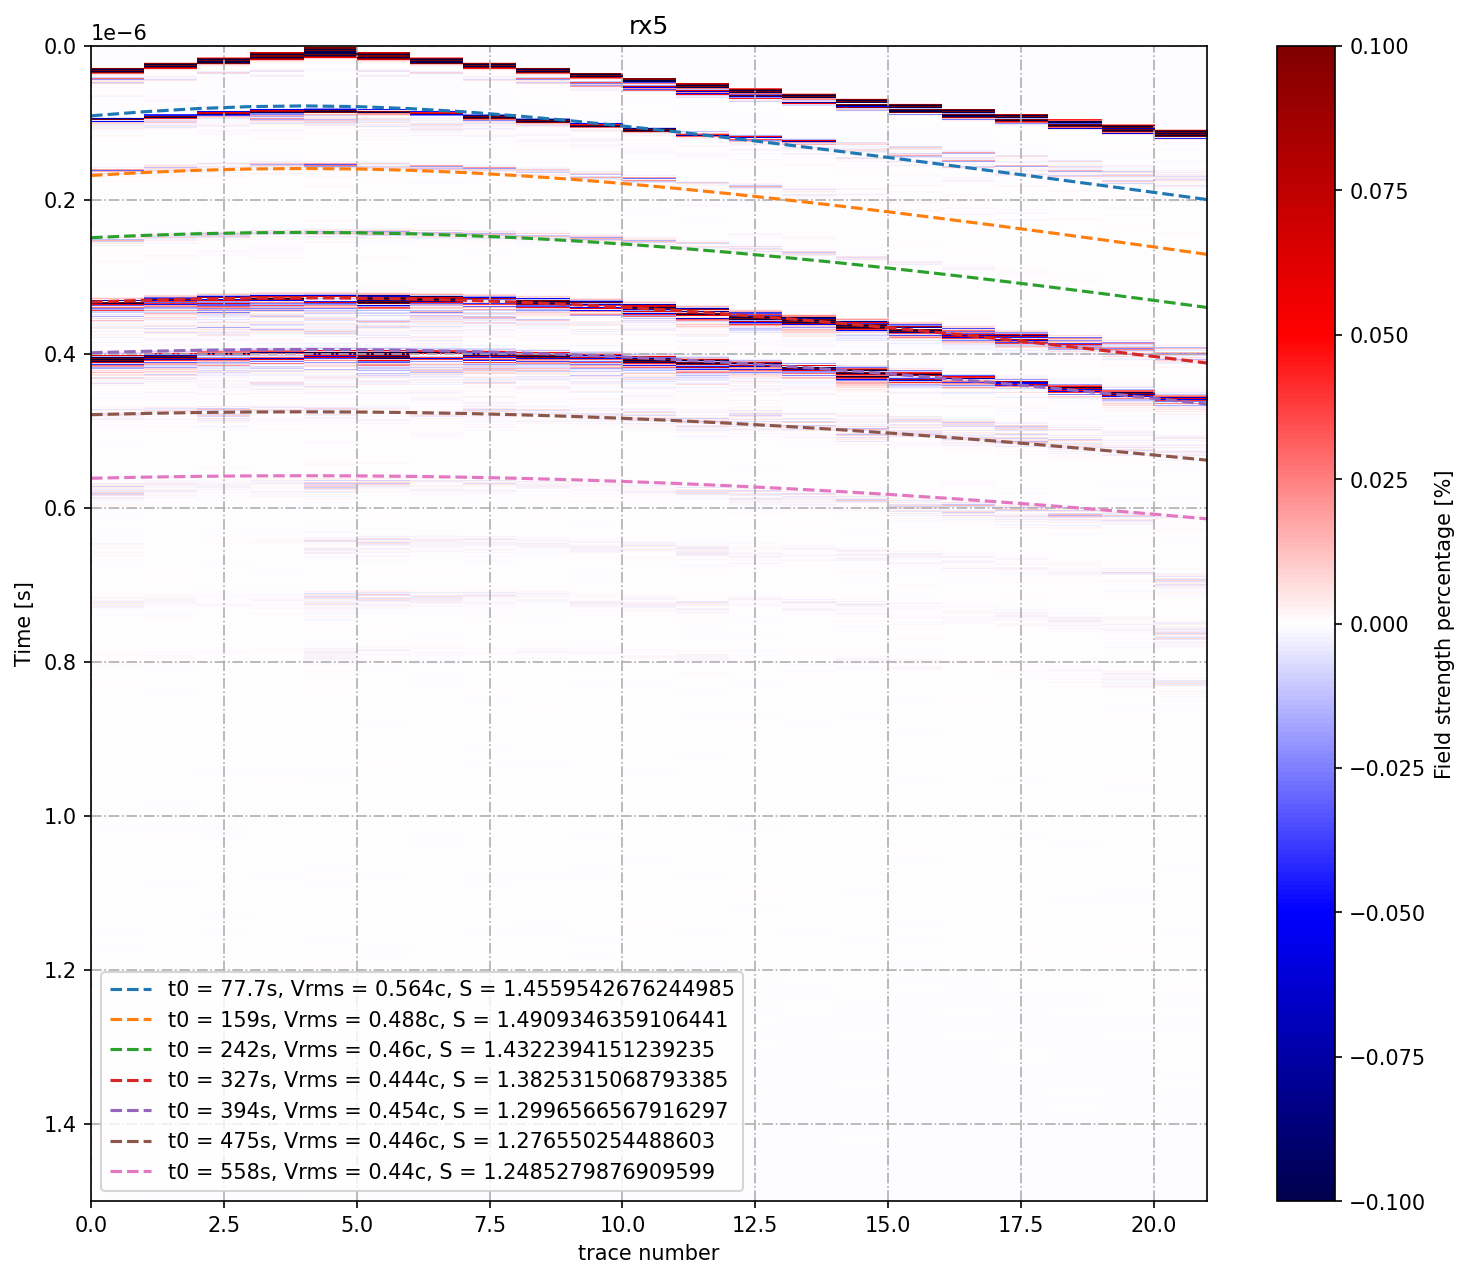 rx5
1e−6
0.0
0.2
0.4
0.6
0.8
1.0
1.2
1.4
Time [s]
t0 = 77.7s, Vrms = 0.564c, S = 1.4559542676244985
t0 = 159s, Vrms = 0.488c, S = 1.4909346359106441
t0 = 242s, Vrms = 0.46c, S = 1.4322394151239235
t0 = 327s, Vrms = 0.444c, S = 1.3825315068793385
t0 = 394s, Vrms = 0.454c, S = 1.2996566567916297
t0 = 475s, Vrms = 0.446c, S = 1.276550254488603
t0 = 558s, Vrms = 0.44c, S = 1.2485279876909599
0.0 2.5 5.0 7.5 10.0 12.5 15.0 17.5 20.0
trace number
0.100
0.075
0.050
0.025
0.000
−0.025
−0.050
−0.075
−0.100
Field strength percentage [%]